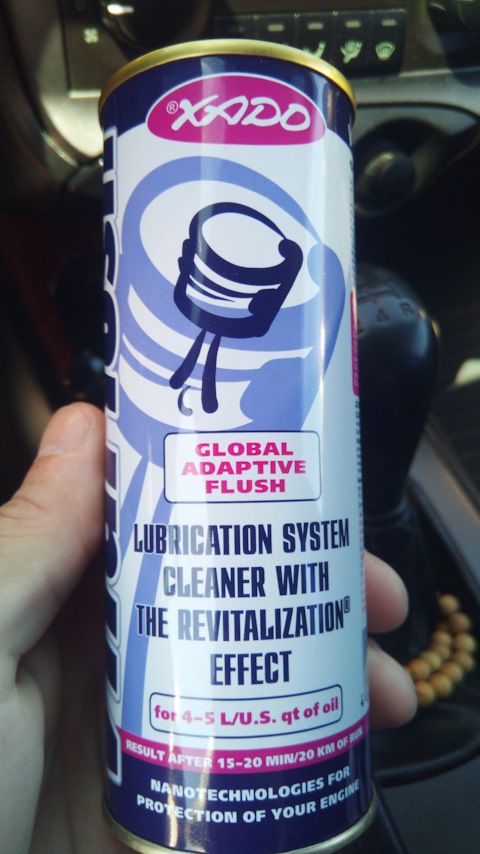 ®XADO
GLOBAL
ADAPTIVE
FLUSH
LUBRICATION SYSTEM
CLEANER WITH
THE REVITALIZATION®
EFFECT
for 4-5 L/U.S. qt of oil
RESULT AFTER 15-20 MIN/20 KM OF RUN
NANOTECHNOLOGIES FOR
PROTECTION OF YOUR ENGINE
4 R